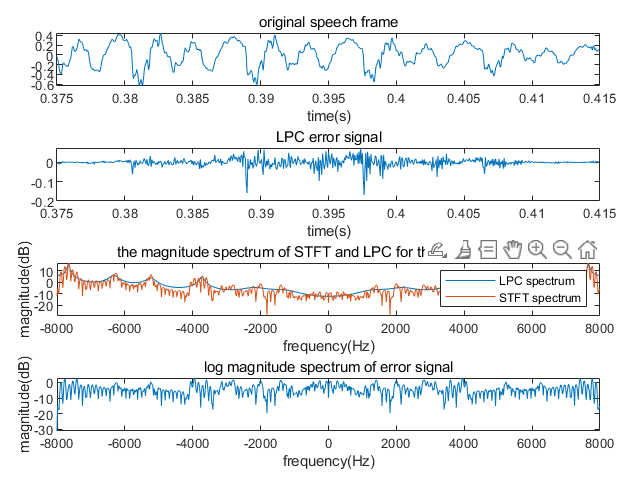 original speech frame
0.4
0.2
0
-0.2
-0.4
-0.6
0.375 0.38 0.385 0.39 0.395 0.4 0.405 0.41 0.415
time(s)
LPC error signal
0
-0.1
-0.2
0.375 0.38 0.385 0.39 0.395 0.4 0.405 0.41 0.415
time(s)
the magnitude spectrum of STFT and LPC for th
magnitude(dB)
10
0
-10
-20
LPC spectrum
STFT spectrum
-8000 -6000 -4000 -2000 0 2000 4000 6000 8000
frequency(Hz)
log magnitude spectrum of error signal
magnitude(dB)
0
-10
-20
-30
-8000 -6000 -4000 -2000 0 2000 4000 6000 8000
frequency(Hz)